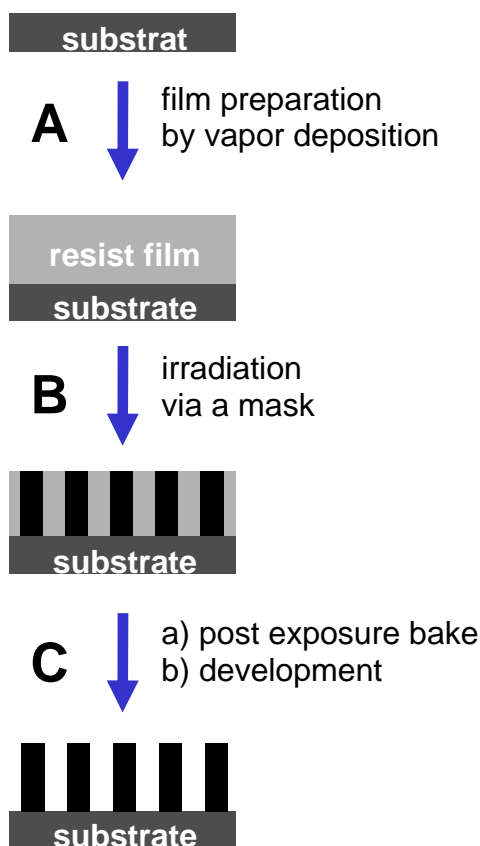 substrat
A
film preparation
by vapor deposition
resist film
substrate
B
irradiation
via a mask
substrate
C
a) post exposure bake
b) development
substrate